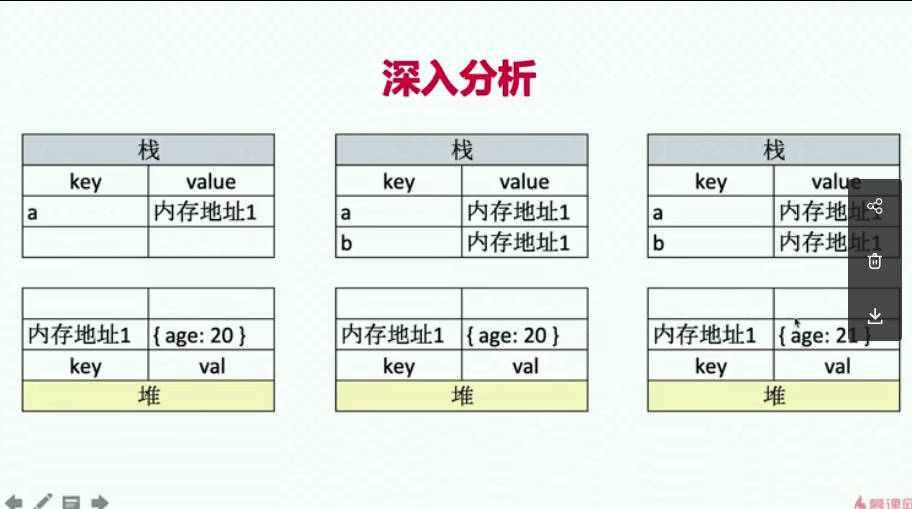 深入分析
栈 栈 栈
key value key value key value
a 内存地址1 a 内存地址1 a 内存地址1
b 内存地址1 b 内存地址1
内存地址1 { age: 20 } 内存地址1 { age: 20 } 内存地址1 { age: 21 }
key val key val key val
堆 堆 堆
慕课网